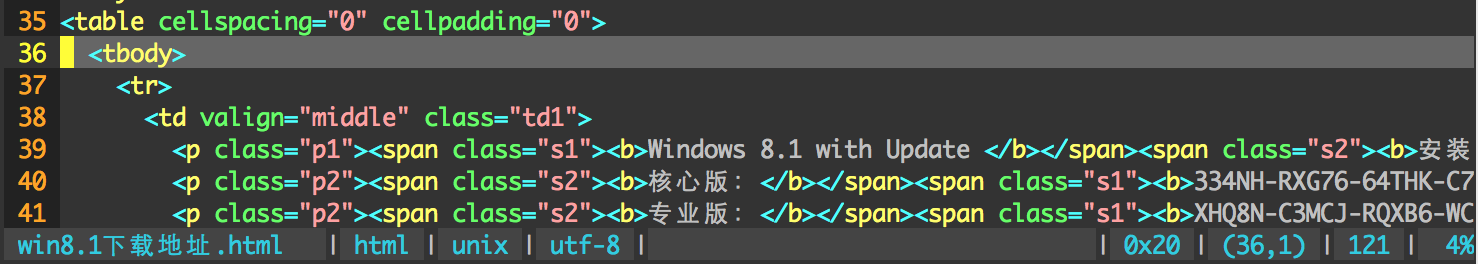 35 <table cellspacing="0" cellpadding="0">
36   <tbody>
37     <tr>
38       <td valign="middle" class="td1">
39         <p class="p1"><span class="s1"><b>Windows 8.1 with Update </b></span><span class="s2"><b>安装
40         <p class="p2"><span class="s2"><b>核心版: </b></span><span class="s1"><b>334NH-RXG76-64THK-C7
41         <p class="p2"><span class="s2"><b>专业版: </b></span><span class="s1"><b>XHQ8N-C3MCJ-RQXB6-WC
win8.1下载地址.html | html | unix | utf-8 | | 0x20 | (36,1) | 121 | 4%